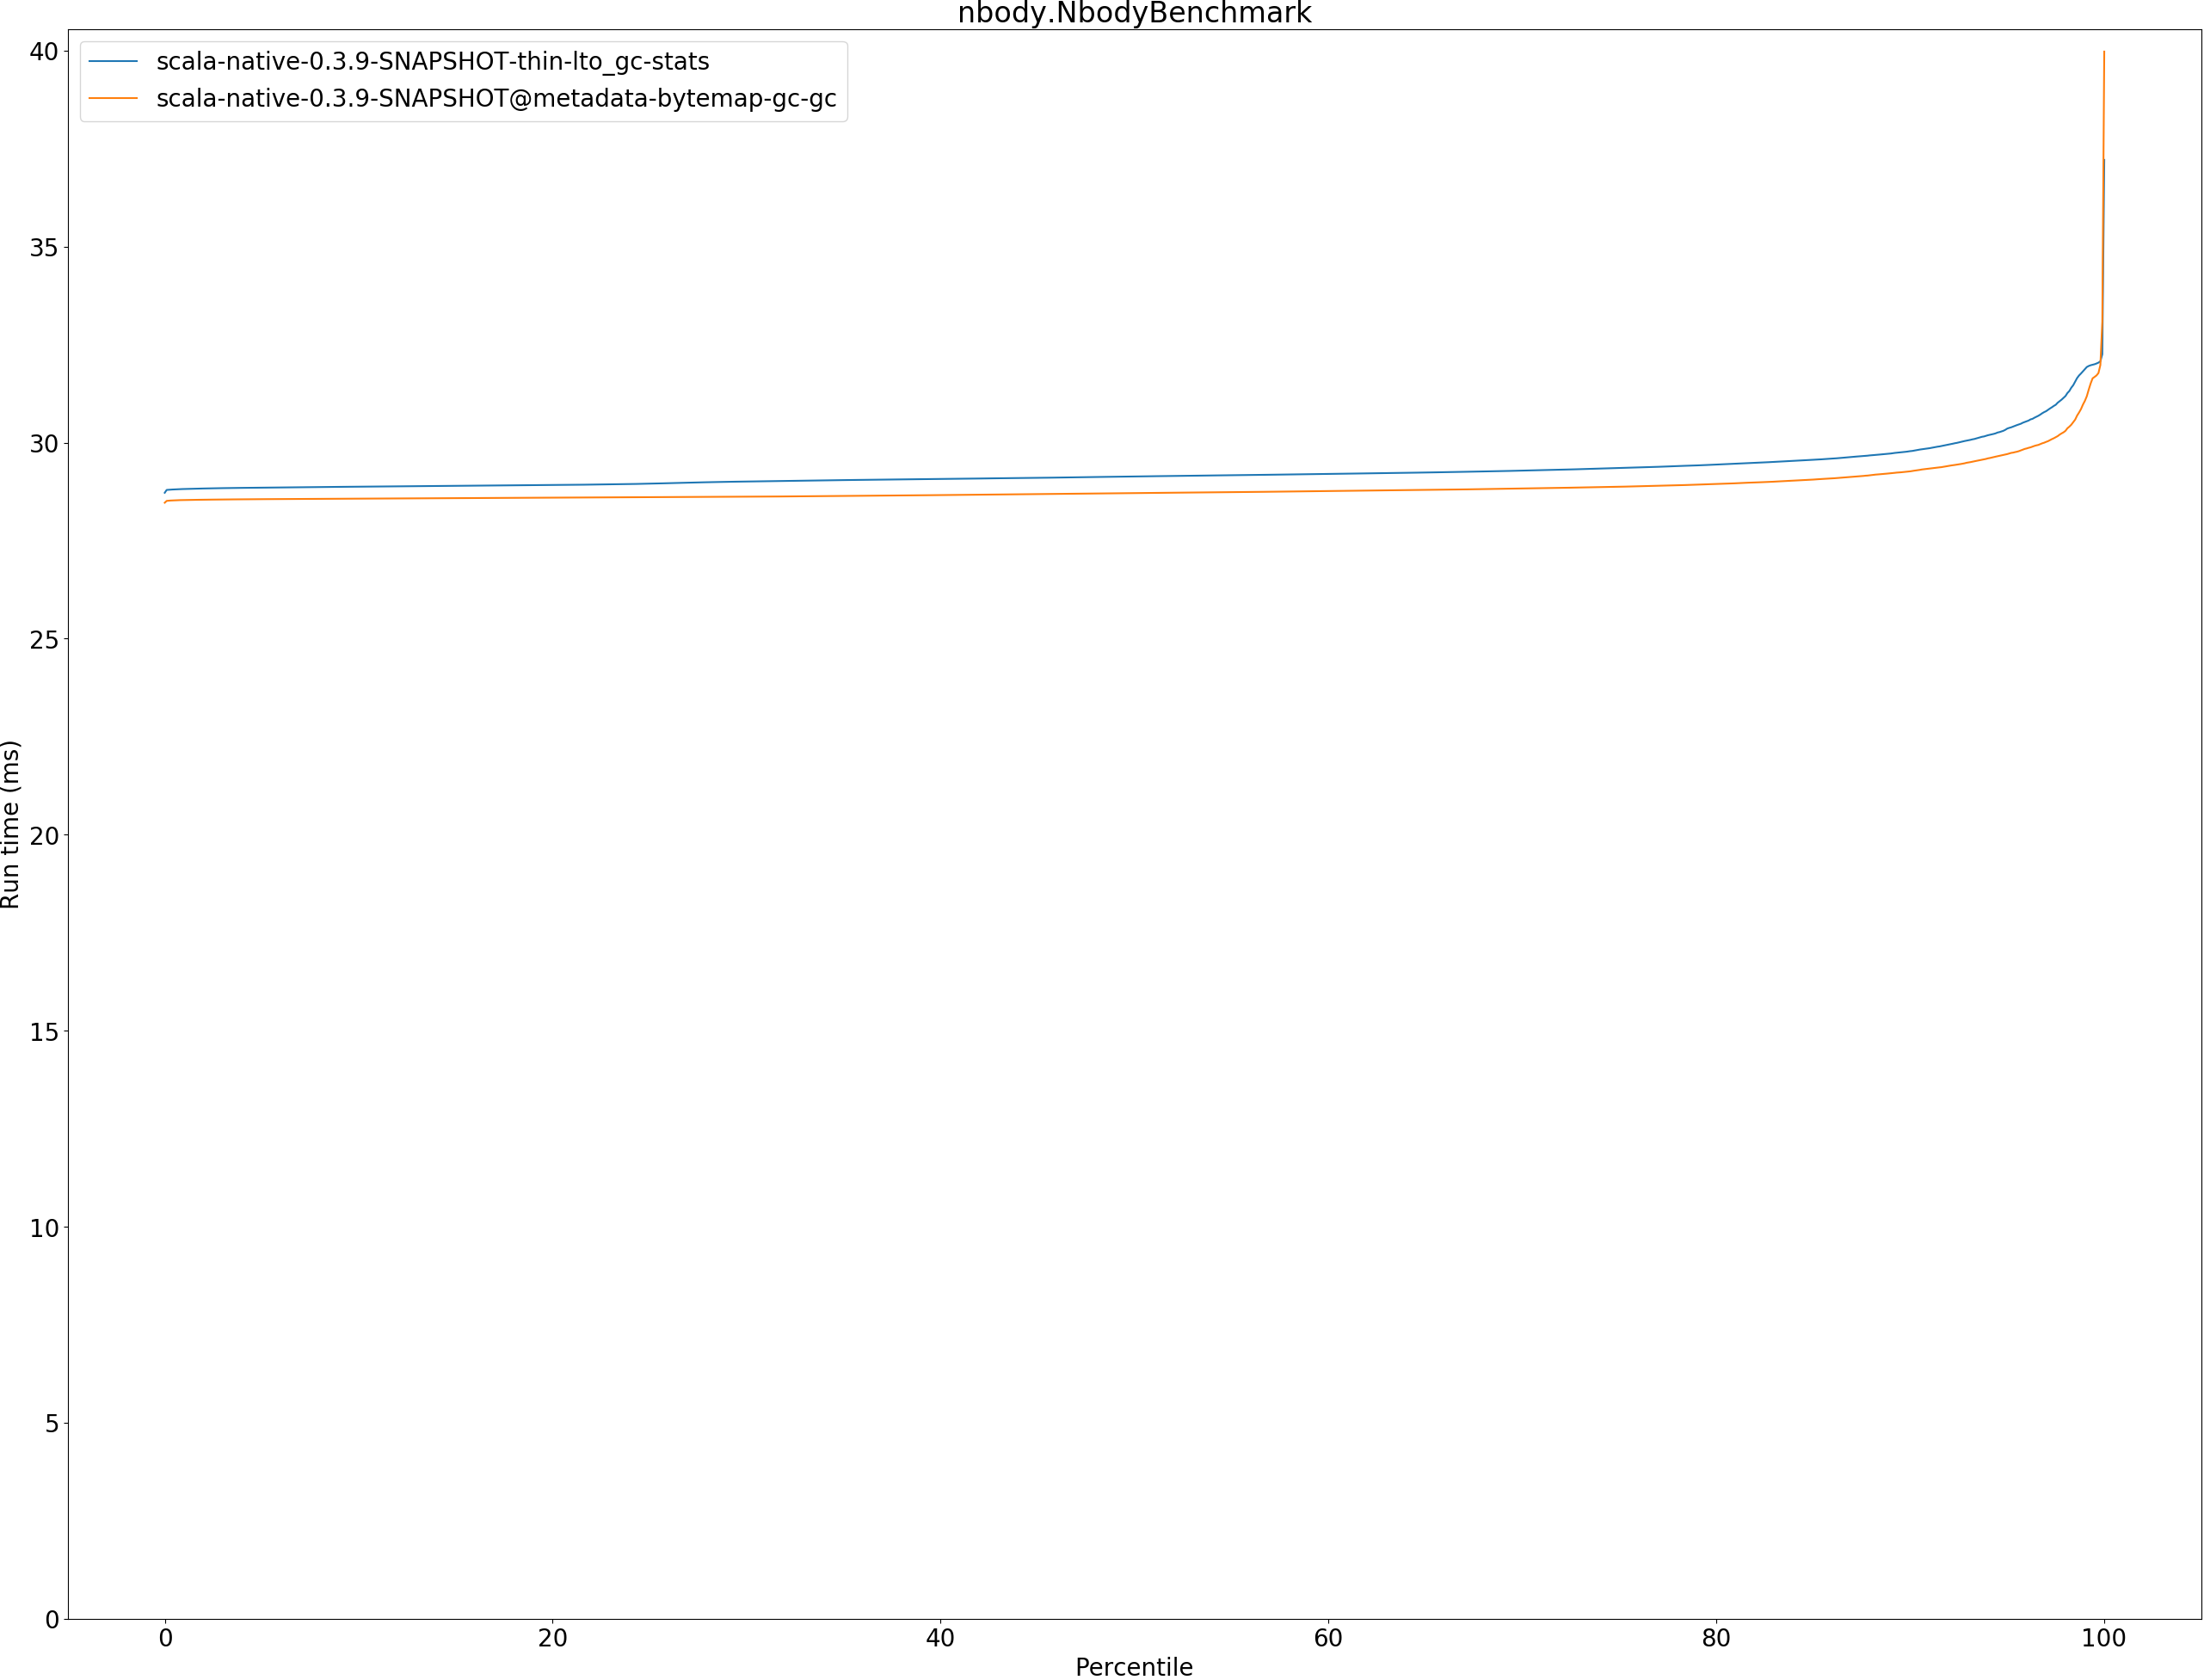 nbody.NbodyBenchmark
scala-native-0.3.9-SNAPSHOT-thin-lto_gc-stats
scala-native-0.3.9-SNAPSHOT@metadata-bytemap-gc-gc
40
35
30
25
20
15
10
5
0
Run time (ms)
0 20 40 60 80 100
Percentile